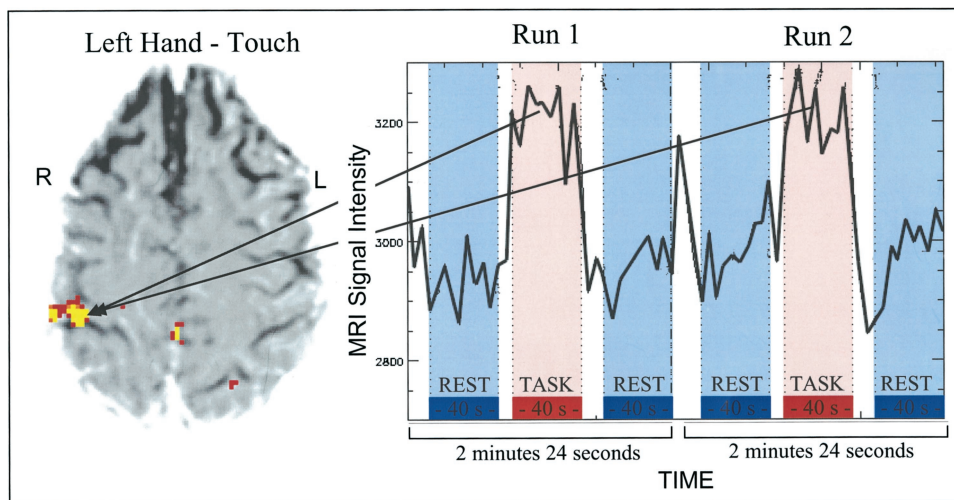 Left Hand - Touch
Run 1
Run 2
R
L
MRI Signal Intensity
3200
3000
2800
REST
TASK
REST
REST
TASK
REST
- 40 s -
- 40 s -
- 40 s -
- 40 s -
- 40 s -
- 40 s -
2 minutes 24 seconds
2 minutes 24 seconds
TIME